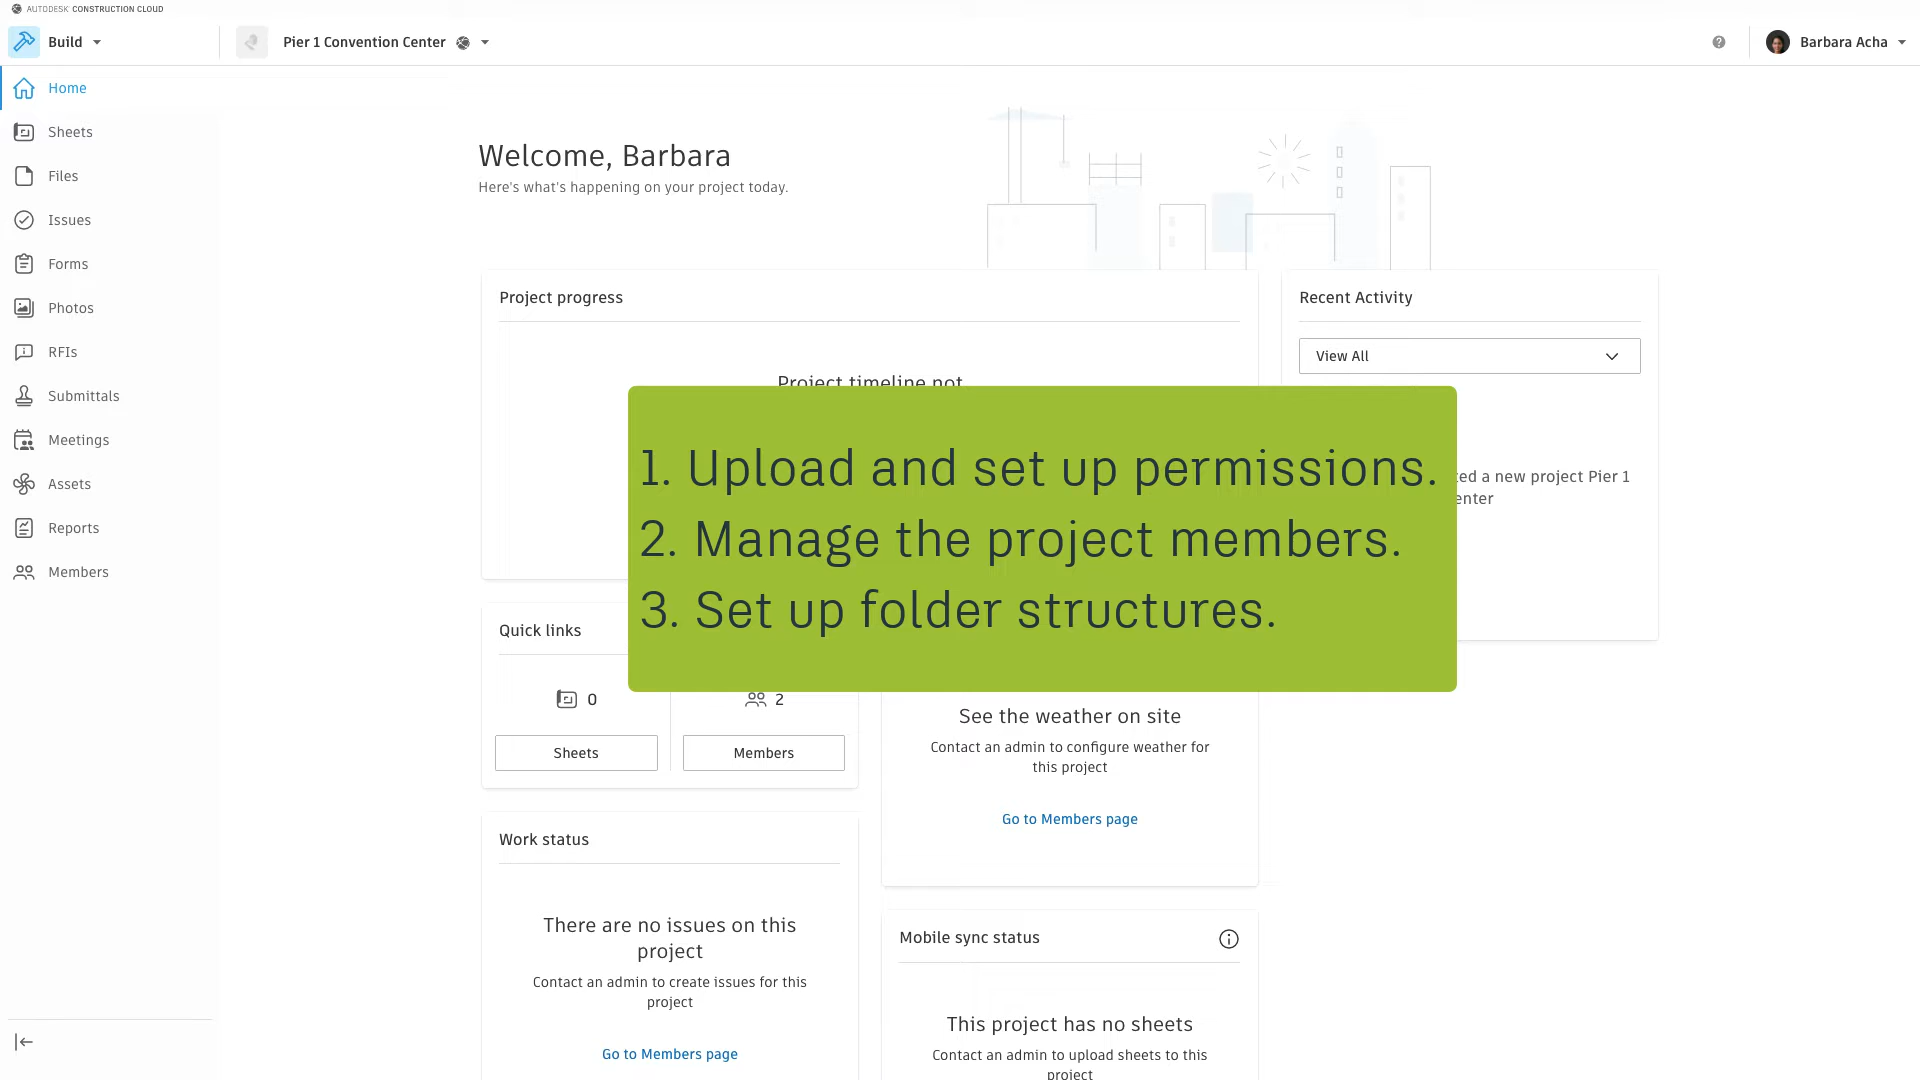 AUTODESK CONSTRUCTION CLOUD
Build
Pier 1 Convention Center
Barbara Acha
Home
Sheets
Files
Issues
Forms
Photos
RFIs
Submittals
Meetings
Assets
Reports
Members
Welcome, Barbara
Here's what's happening on your project today.
Project progress
Project timeline not
Recent Activity
View All
ted a new project Pier 1
enter
1. Upload and set up permissions.
2. Manage the project members.
3. Set up folder structures.
Quick links
0
Sheets
2
Members
See the weather on site
Contact an admin to configure weather for
this project
Go to Members page
Work status
There are no issues on this
project
Contact an admin to create issues for this
project
Go to Members page
Mobile sync status
This project has no sheets
Contact an admin to upload sheets to this
project